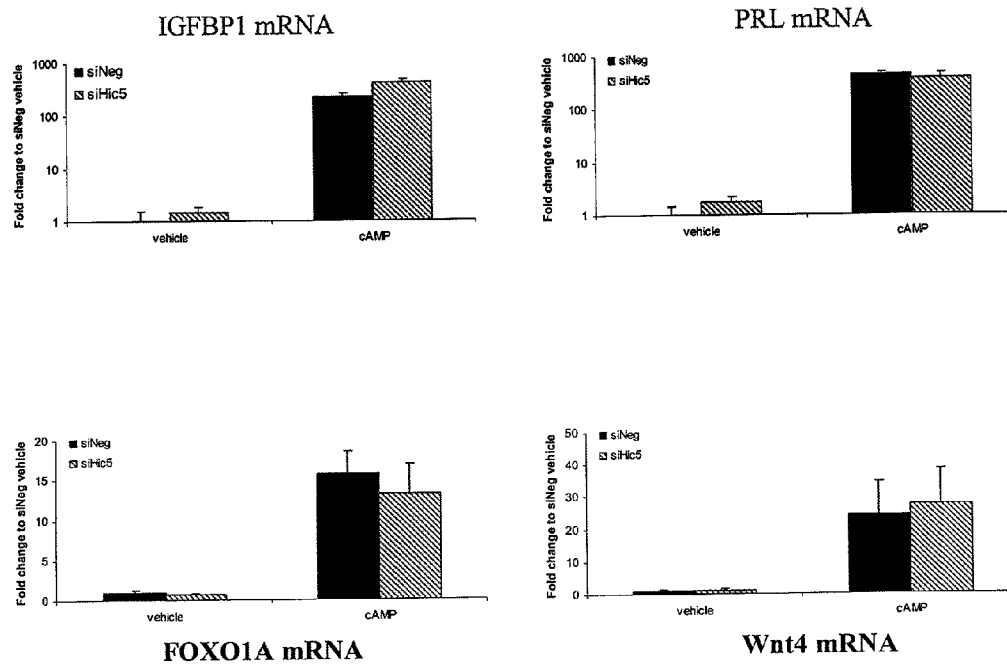 IGFBP1 mRNA
Fold change to siNeg vehicle
1000
100
10
1
siNeg
siHic5
vehicle
cAMP
PRL mRNA
Fold change to siNeg vehicle
1000
100
10
1
siNeg
siHic5
vehicle
cAMP
Fold change to siNeg vehicle
20
15
10
5
0
siNeg
siHic5
vehicle
cAMP
FOXO1A mRNA
Fold change to siNeg vehicle
50
40
30
20
10
0
siNeg
siHic5
vehicle
cAMP
Wnt4 mRNA